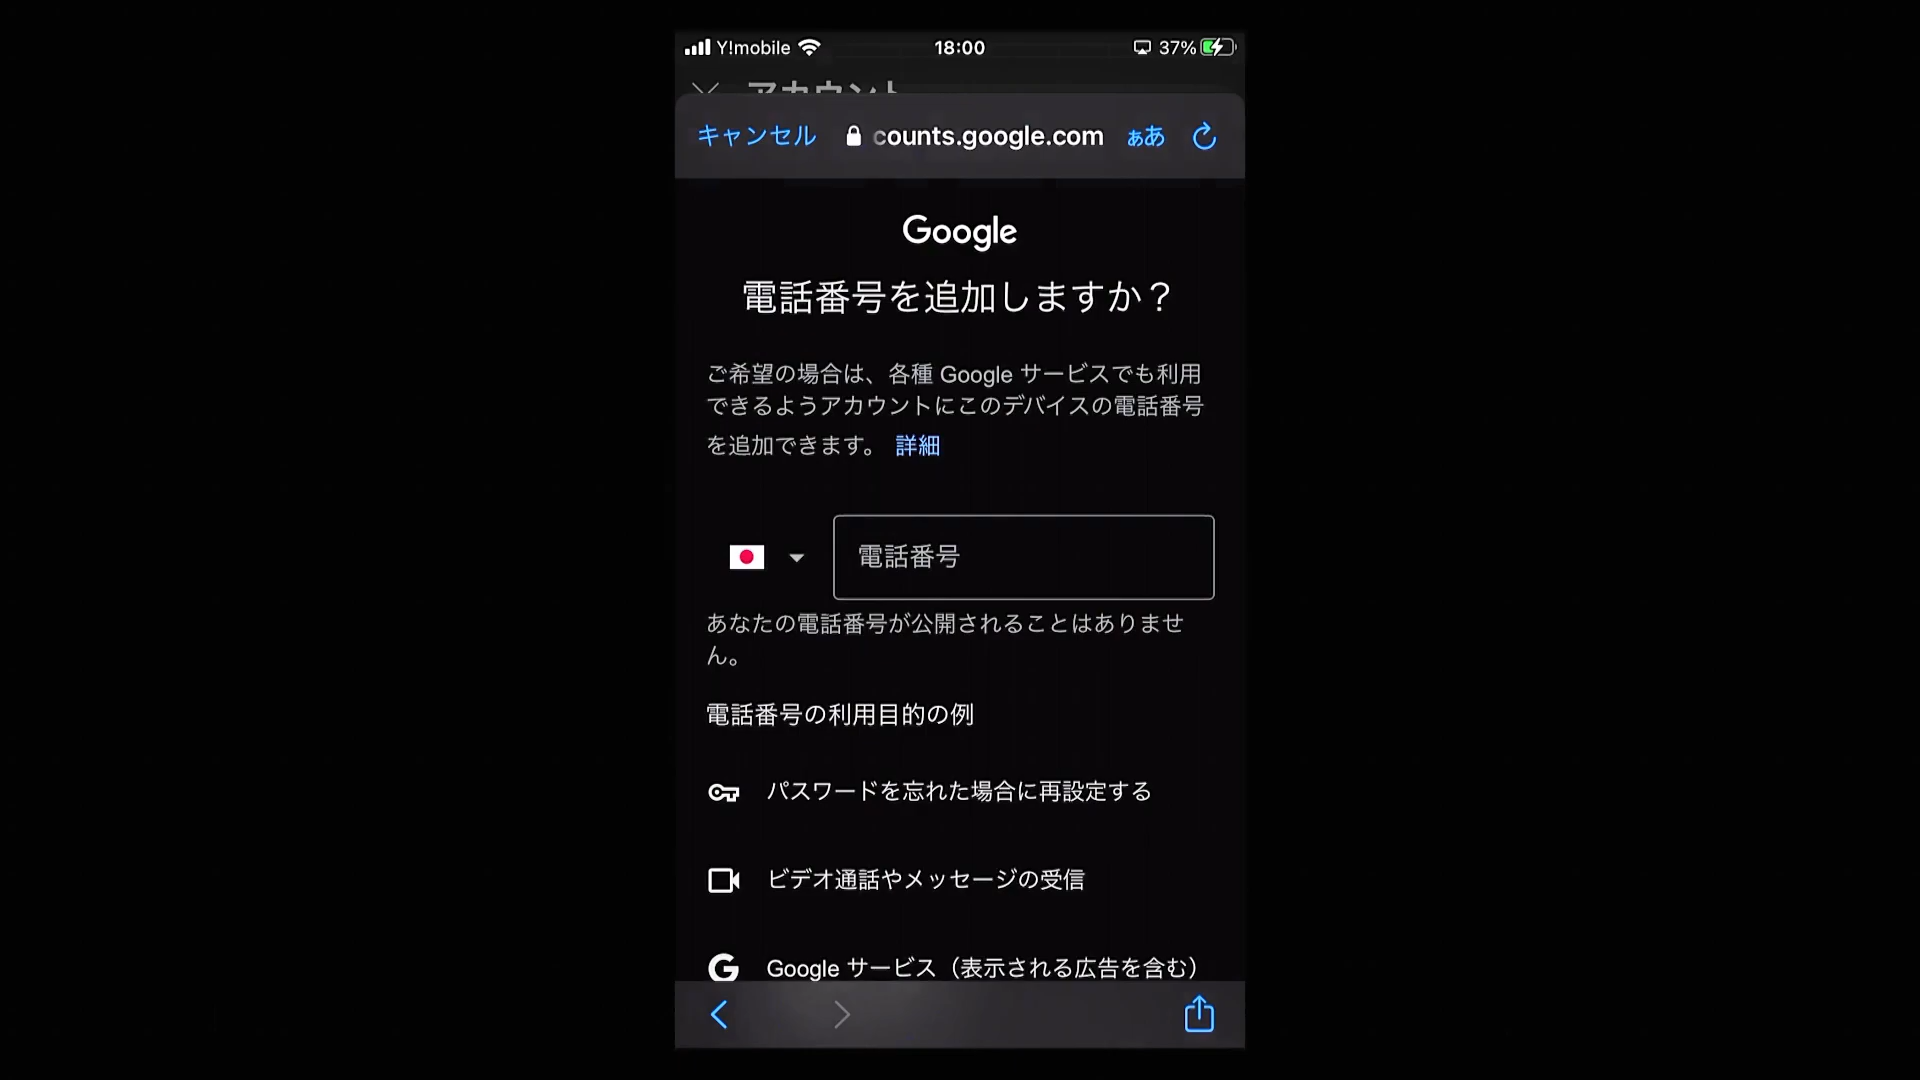 Y!mobile 18:00 37%
アカウント
キャンセル counts.google.com ぁあ
Google
電話番号を追加しますか？
ご希望の場合は、各種 Google サービスでも利用
できるようアカウントにこのデバイスの電話番号
を追加できます。 詳細
電話番号
あなたの電話番号が公開されることはありませ
ん。
電話番号の利用目的の例
パスワードを忘れた場合に再設定する
ビデオ通話やメッセージの受信
G Google サービス（表示される広告を含む）